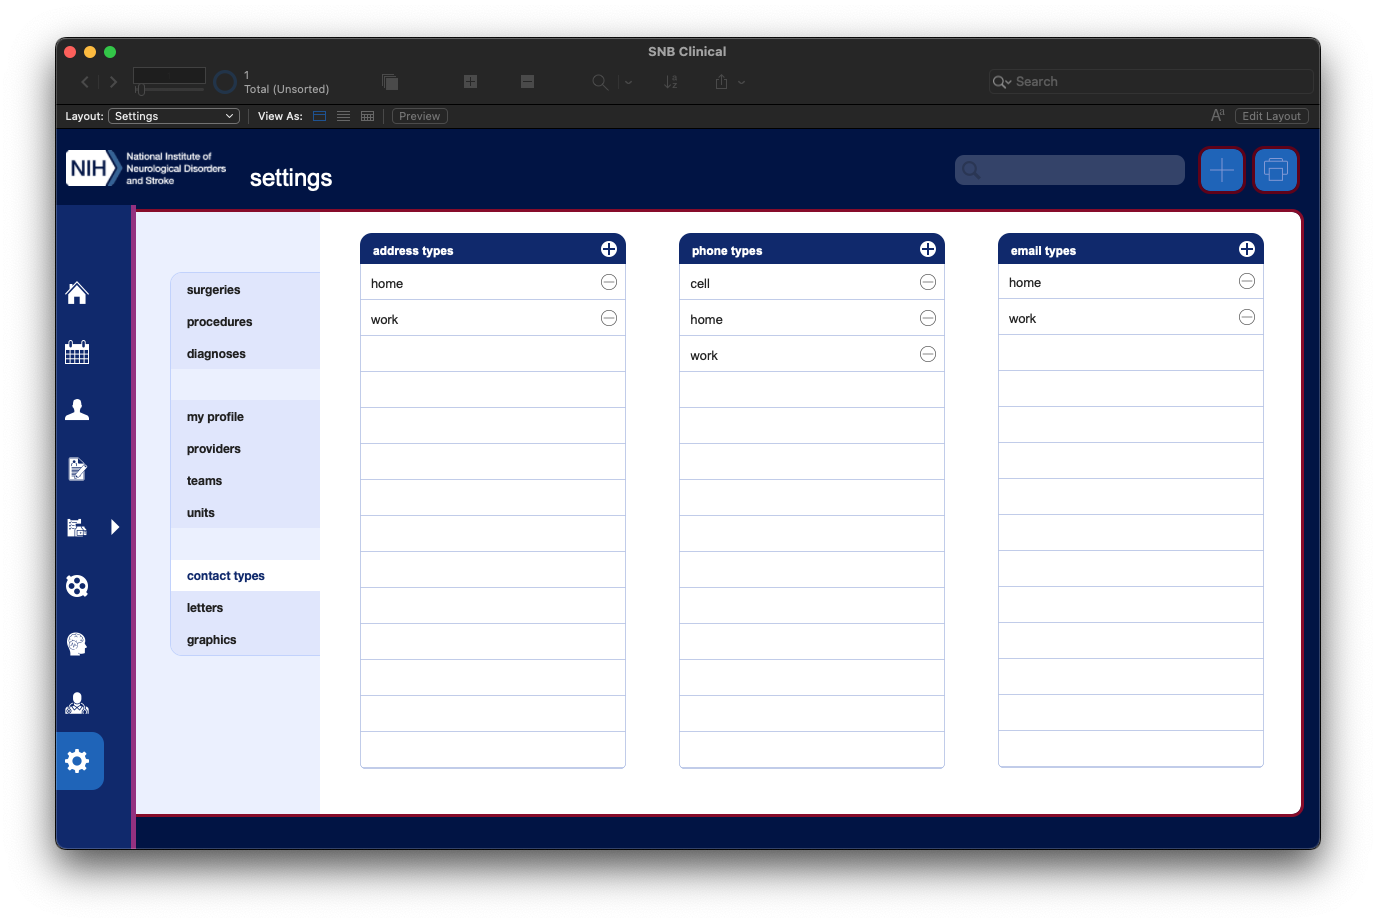 SNB Clinical
1
Total (Unsorted)
Search
Layout: Settings View As: Preview Aa Edit Layout
NIH
National Institute of
Neurological Disorders
and Stroke
settings
surgeries
procedures
diagnoses
my profile
providers
teams
units
contact types
letters
graphics
address types
home
work
phone types
cell
home
work
email types
home
work